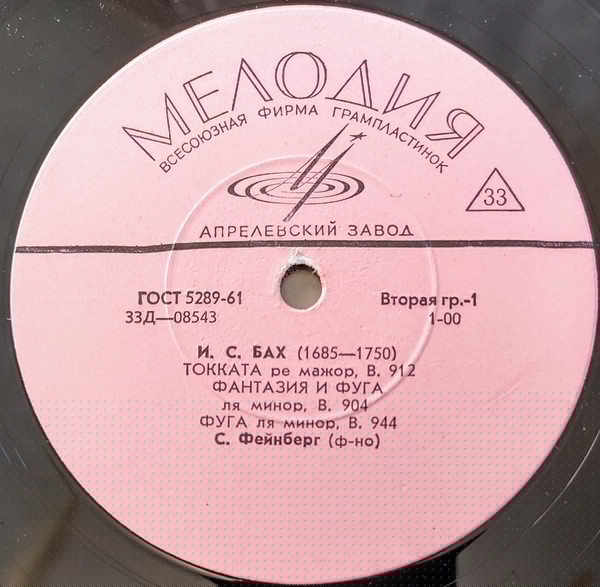 МЕЛОДИЯ
ВСЕСОЮЗНАЯ ФИРМА ГРАМПЛАСТИНОК
33
АПРЕЛЕВСКИЙ ЗАВОД
ГОСТ 5289-61 Вторая гр.-1
33Д—08543 1-00
И. С. БАХ (1685—1750)
ТОККАТА ре мажор, В. 912
ФАНТАЗИЯ И ФУГА
ля минор, В. 904
ФУГА ля минор, В. 944
С. Фейнберг (ф-но)